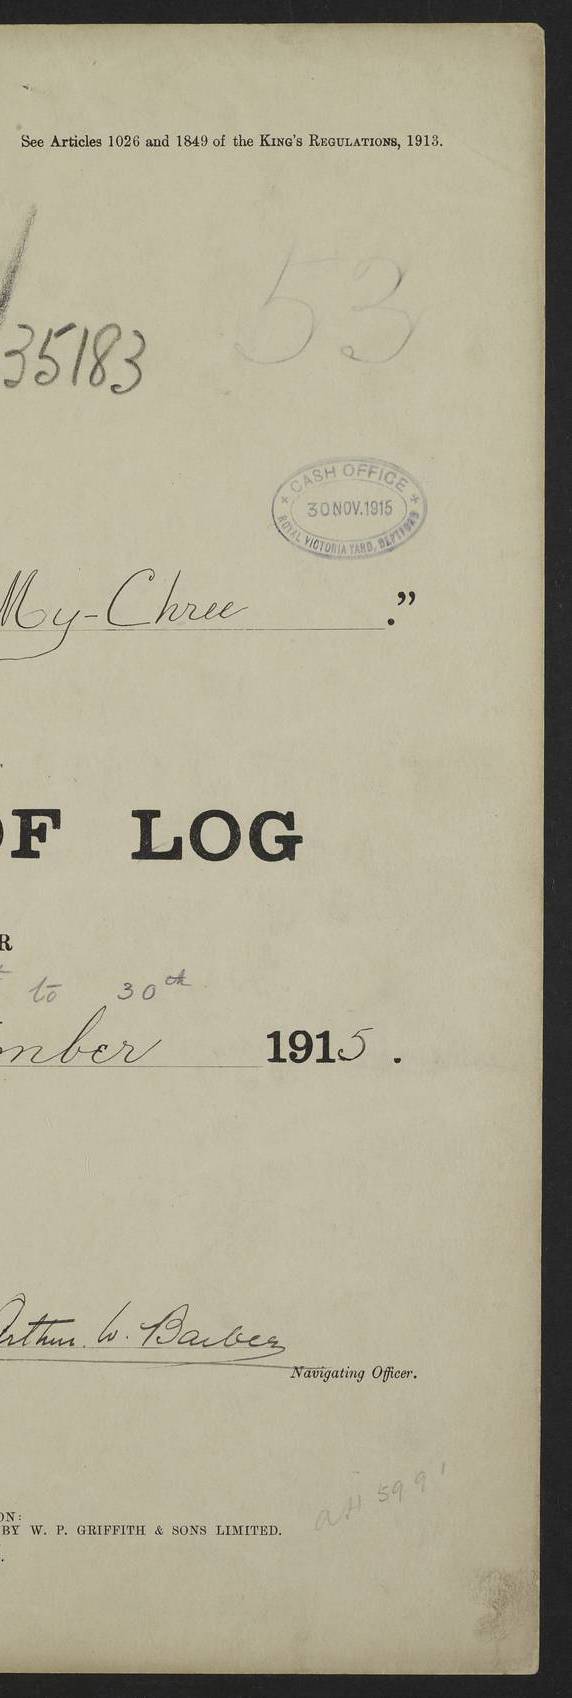 See Articles 1026 and 1849 of the KING'S REGULATIONS, 1913.
53
35183
CASH OFFICE
30 NOV. 1915
ROYAL VICTORIA YARD, DEPTFORD
My-Chree ."
OF LOG
R
to 30th
mber 1915.
Arthur W. Barber
Navigating Officer.
5991
ON:
BY W. P. GRIFFITH & SONS LIMITED.